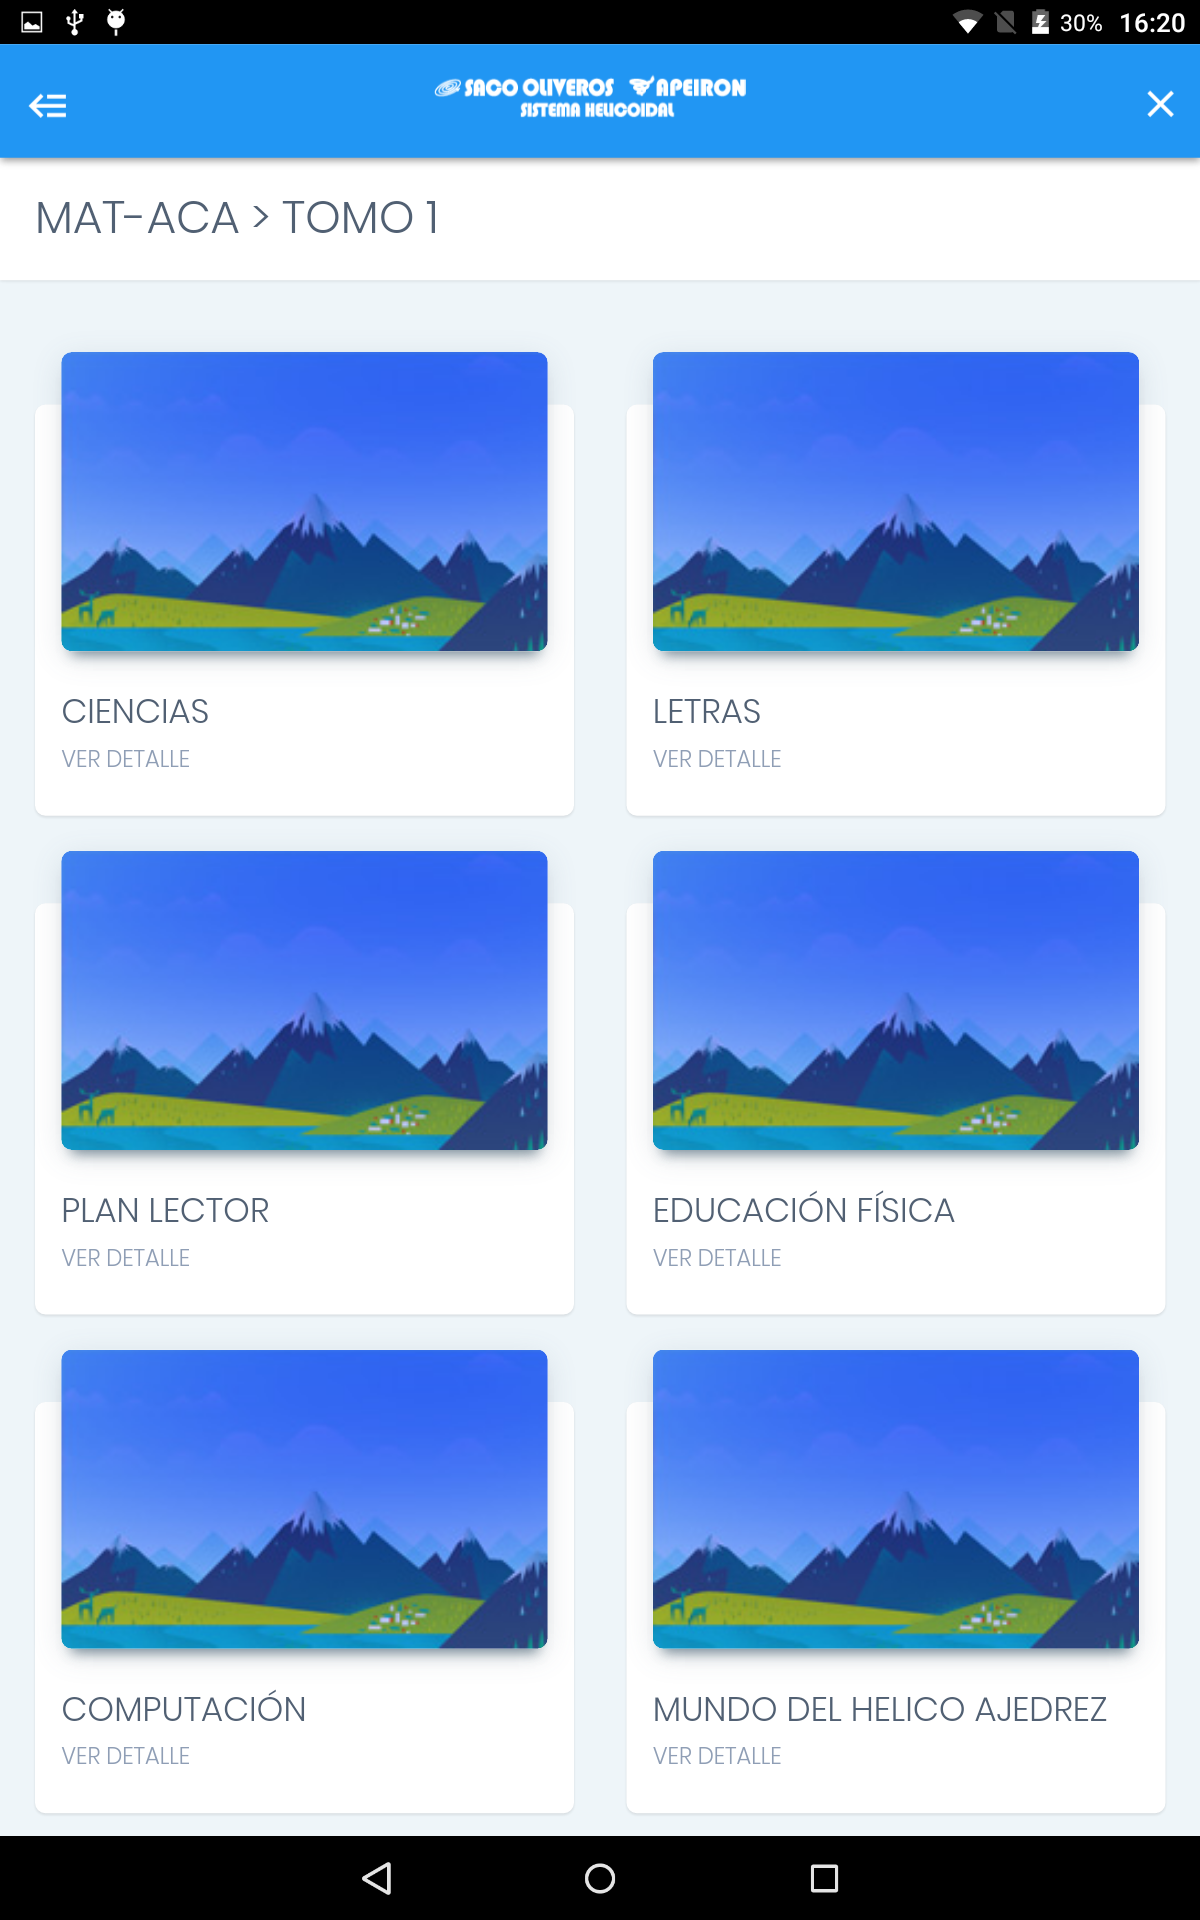 30% 16:20
SACO OLIVEROS APEIRON
SISTEMA HELICOIDAL
MAT-ACA > TOMO 1
CIENCIAS
VER DETALLE
LETRAS
VER DETALLE
PLAN LECTOR
VER DETALLE
EDUCACIÓN FÍSICA
VER DETALLE
COMPUTACIÓN
VER DETALLE
MUNDO DEL HELICO AJEDREZ
VER DETALLE